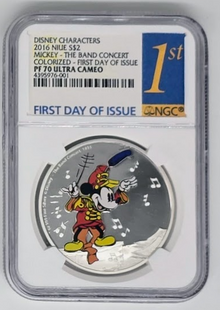 DISNEY CHARACTERS
2016 NIUE S$2
MICKEY - THE BAND CONCERT
COLORIZED - FIRST DAY OF ISSUE
PF 70 ULTRA CAMEO
4395976-001
1st
FIRST DAY OF ISSUE
NGC